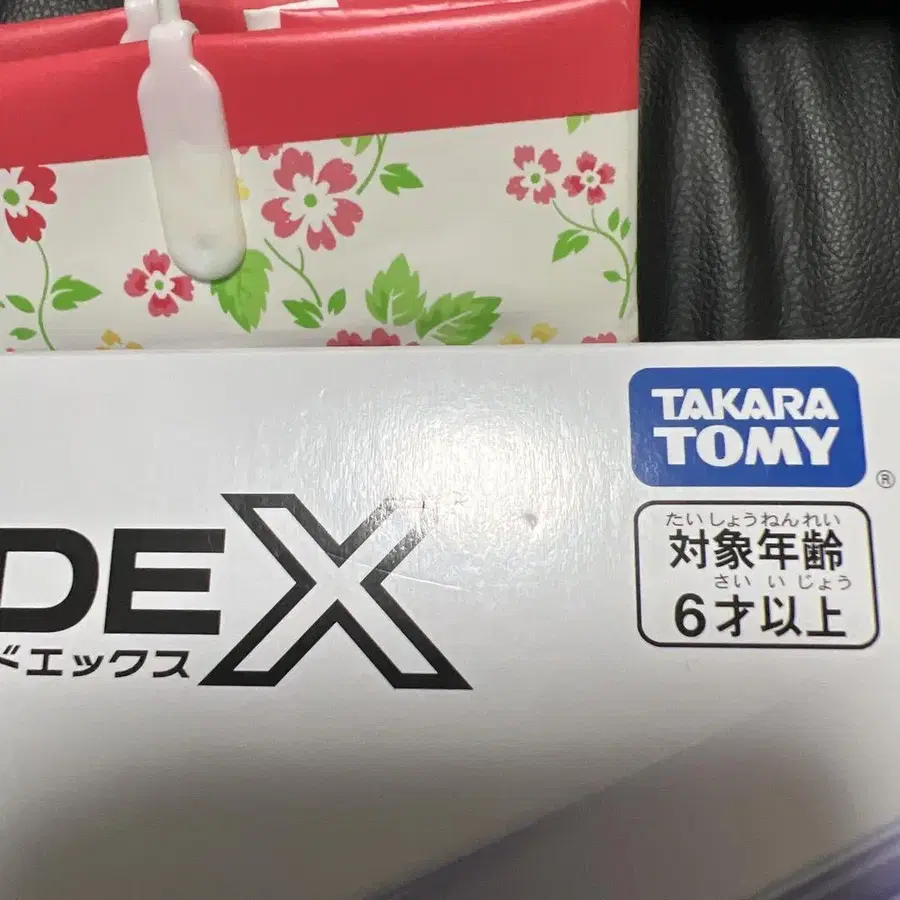 TAKARA
TOMY
®
たいしょうねんれい
対象年齢
さい いじょう
6才以上
DEX
ドエックス